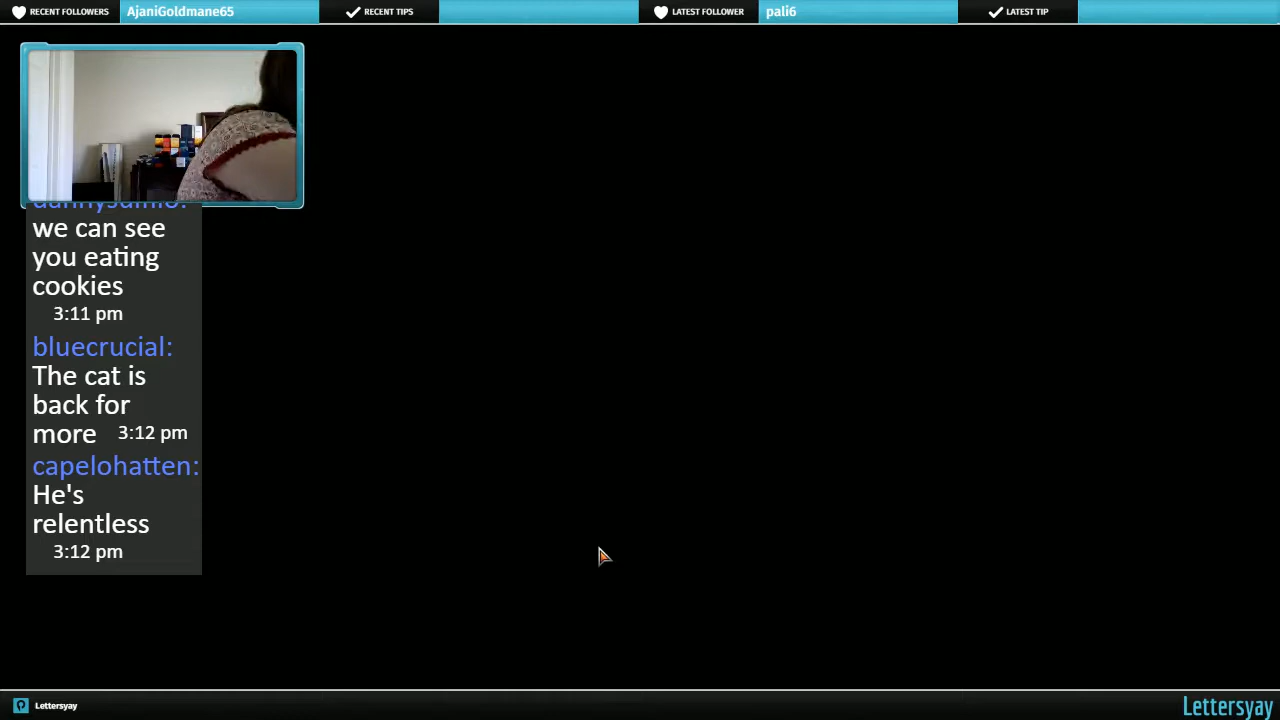 RECENT FOLLOWERS AjaniGoldmane65 RECENT TIPS LATEST FOLLOWER pali6 LATEST TIP
we can see
you eating
cookies
3:11 pm
bluecrucial:
The cat is
back for
more 3:12 pm
capelohatten:
He's
relentless
3:12 pm
Lettersyay Lettersyay